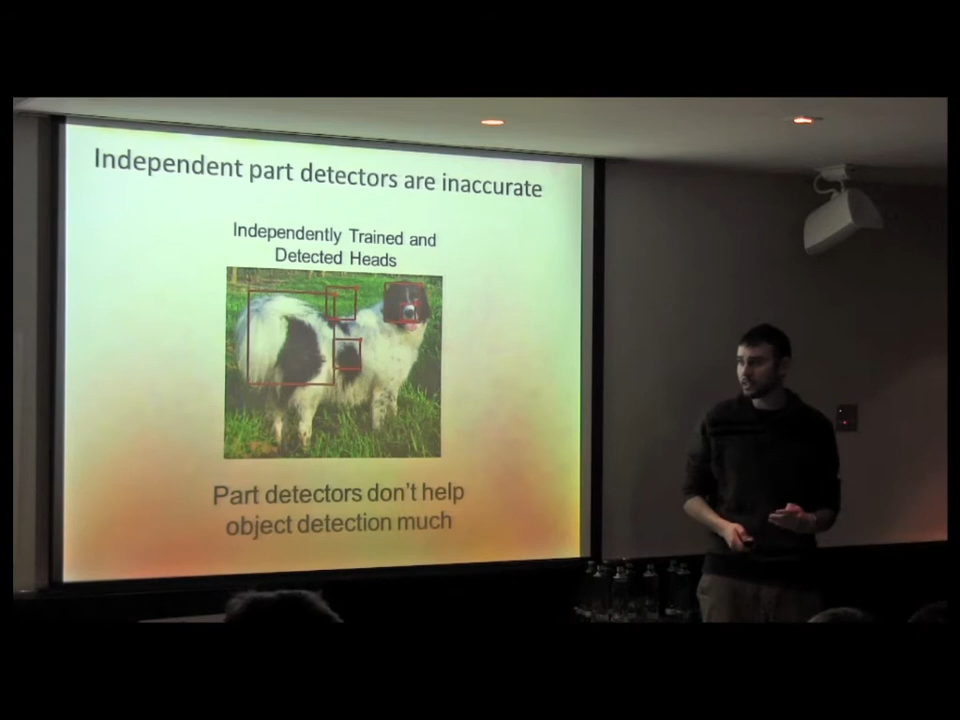 Independent part detectors are inaccurate
Independently Trained and
Detected Heads
Part detectors don't help
object detection much